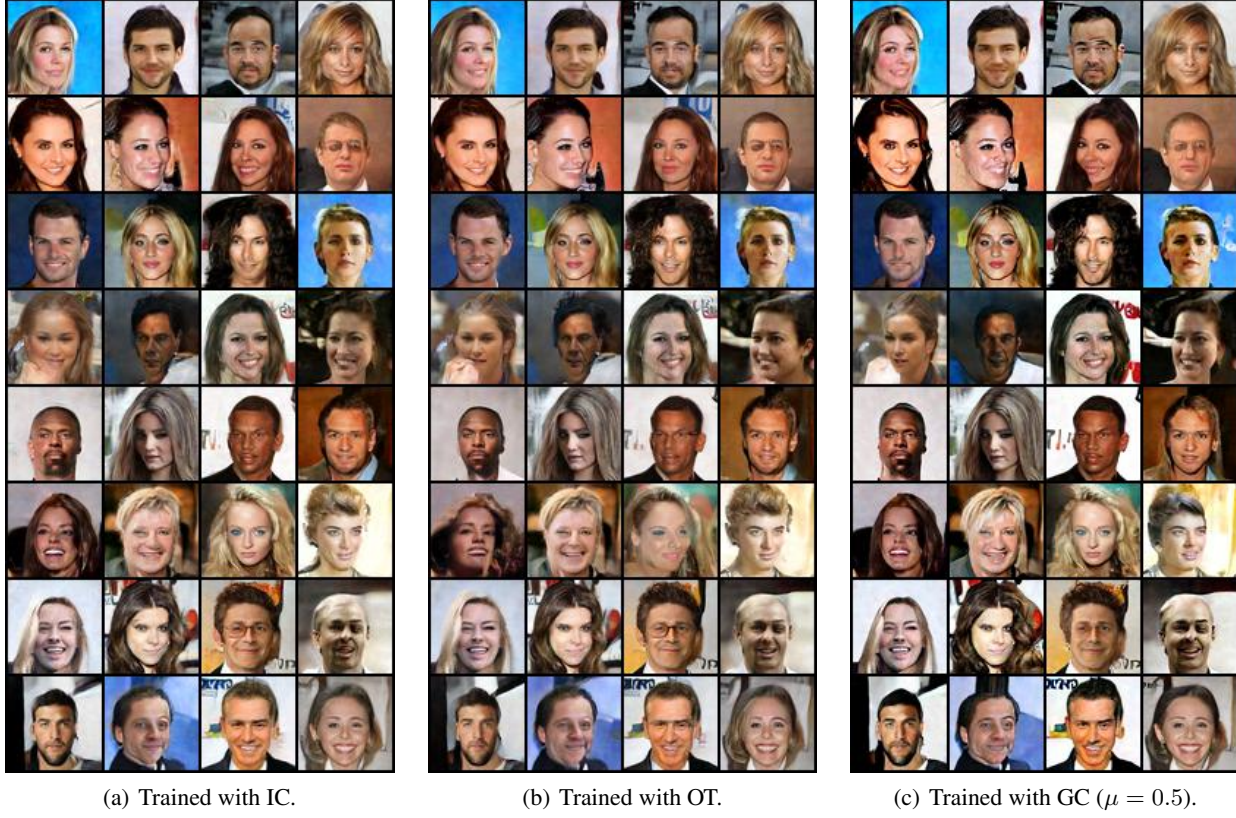 (a) Trained with IC.
(b) Trained with OT.
(c) Trained with GC (μ = 0.5).